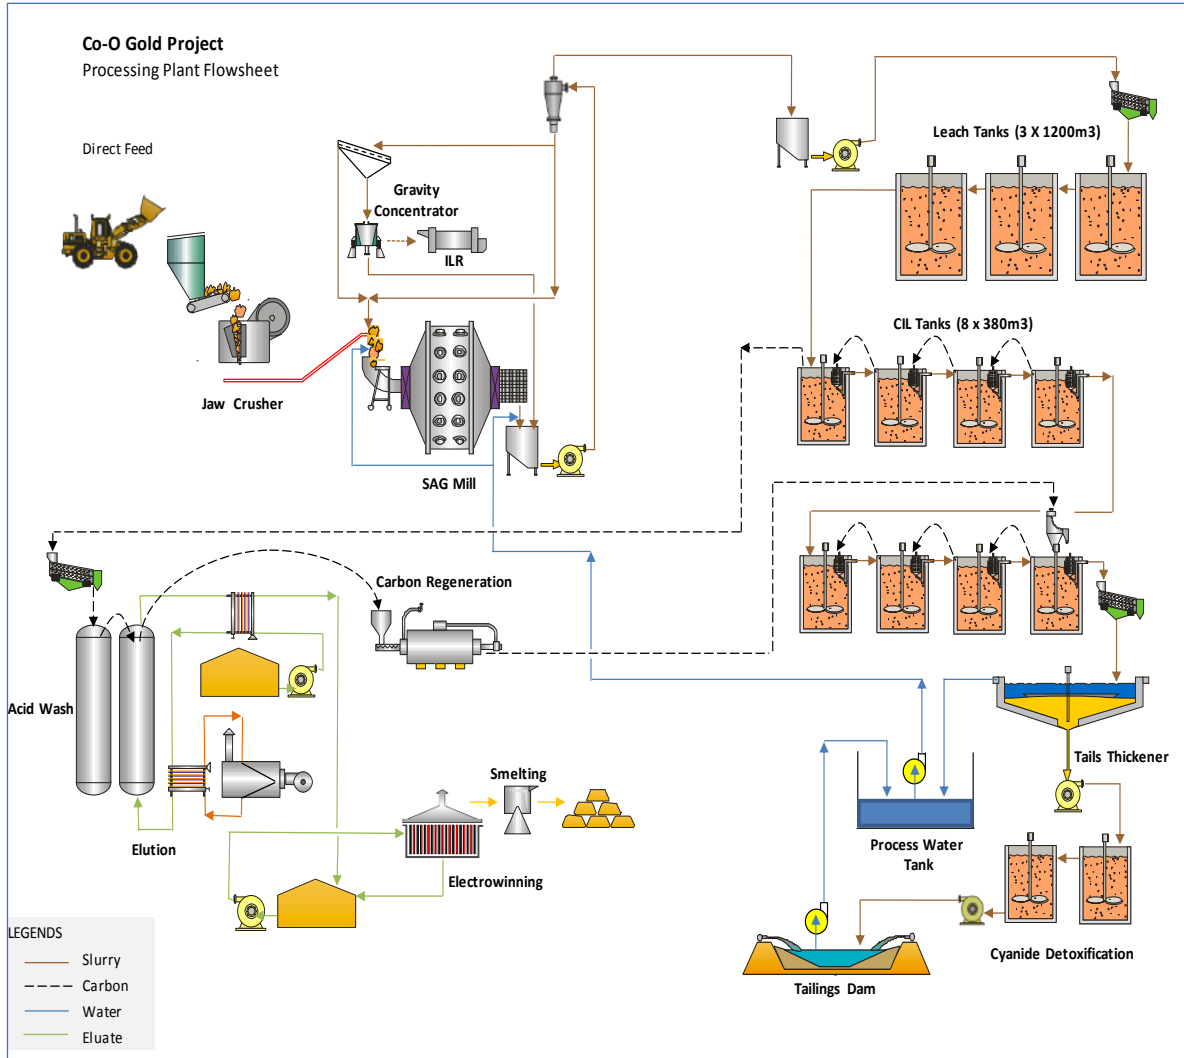 Co-O Gold Project
Processing Plant Flowsheet
Direct Feed
Leach Tanks (3 X 1200m3)
Gravity
Concentrator
ILR
CIL Tanks (8 x 380m3)
Jaw Crusher
SAG Mill
Carbon Regeneration
Acid Wash
Tails Thickener
Smelting
Process Water
Tank
Elution
Electrowinning
Cyanide Detoxification
Tailings Dam
LEGENDS
Slurry
Carbon
Water
Eluate